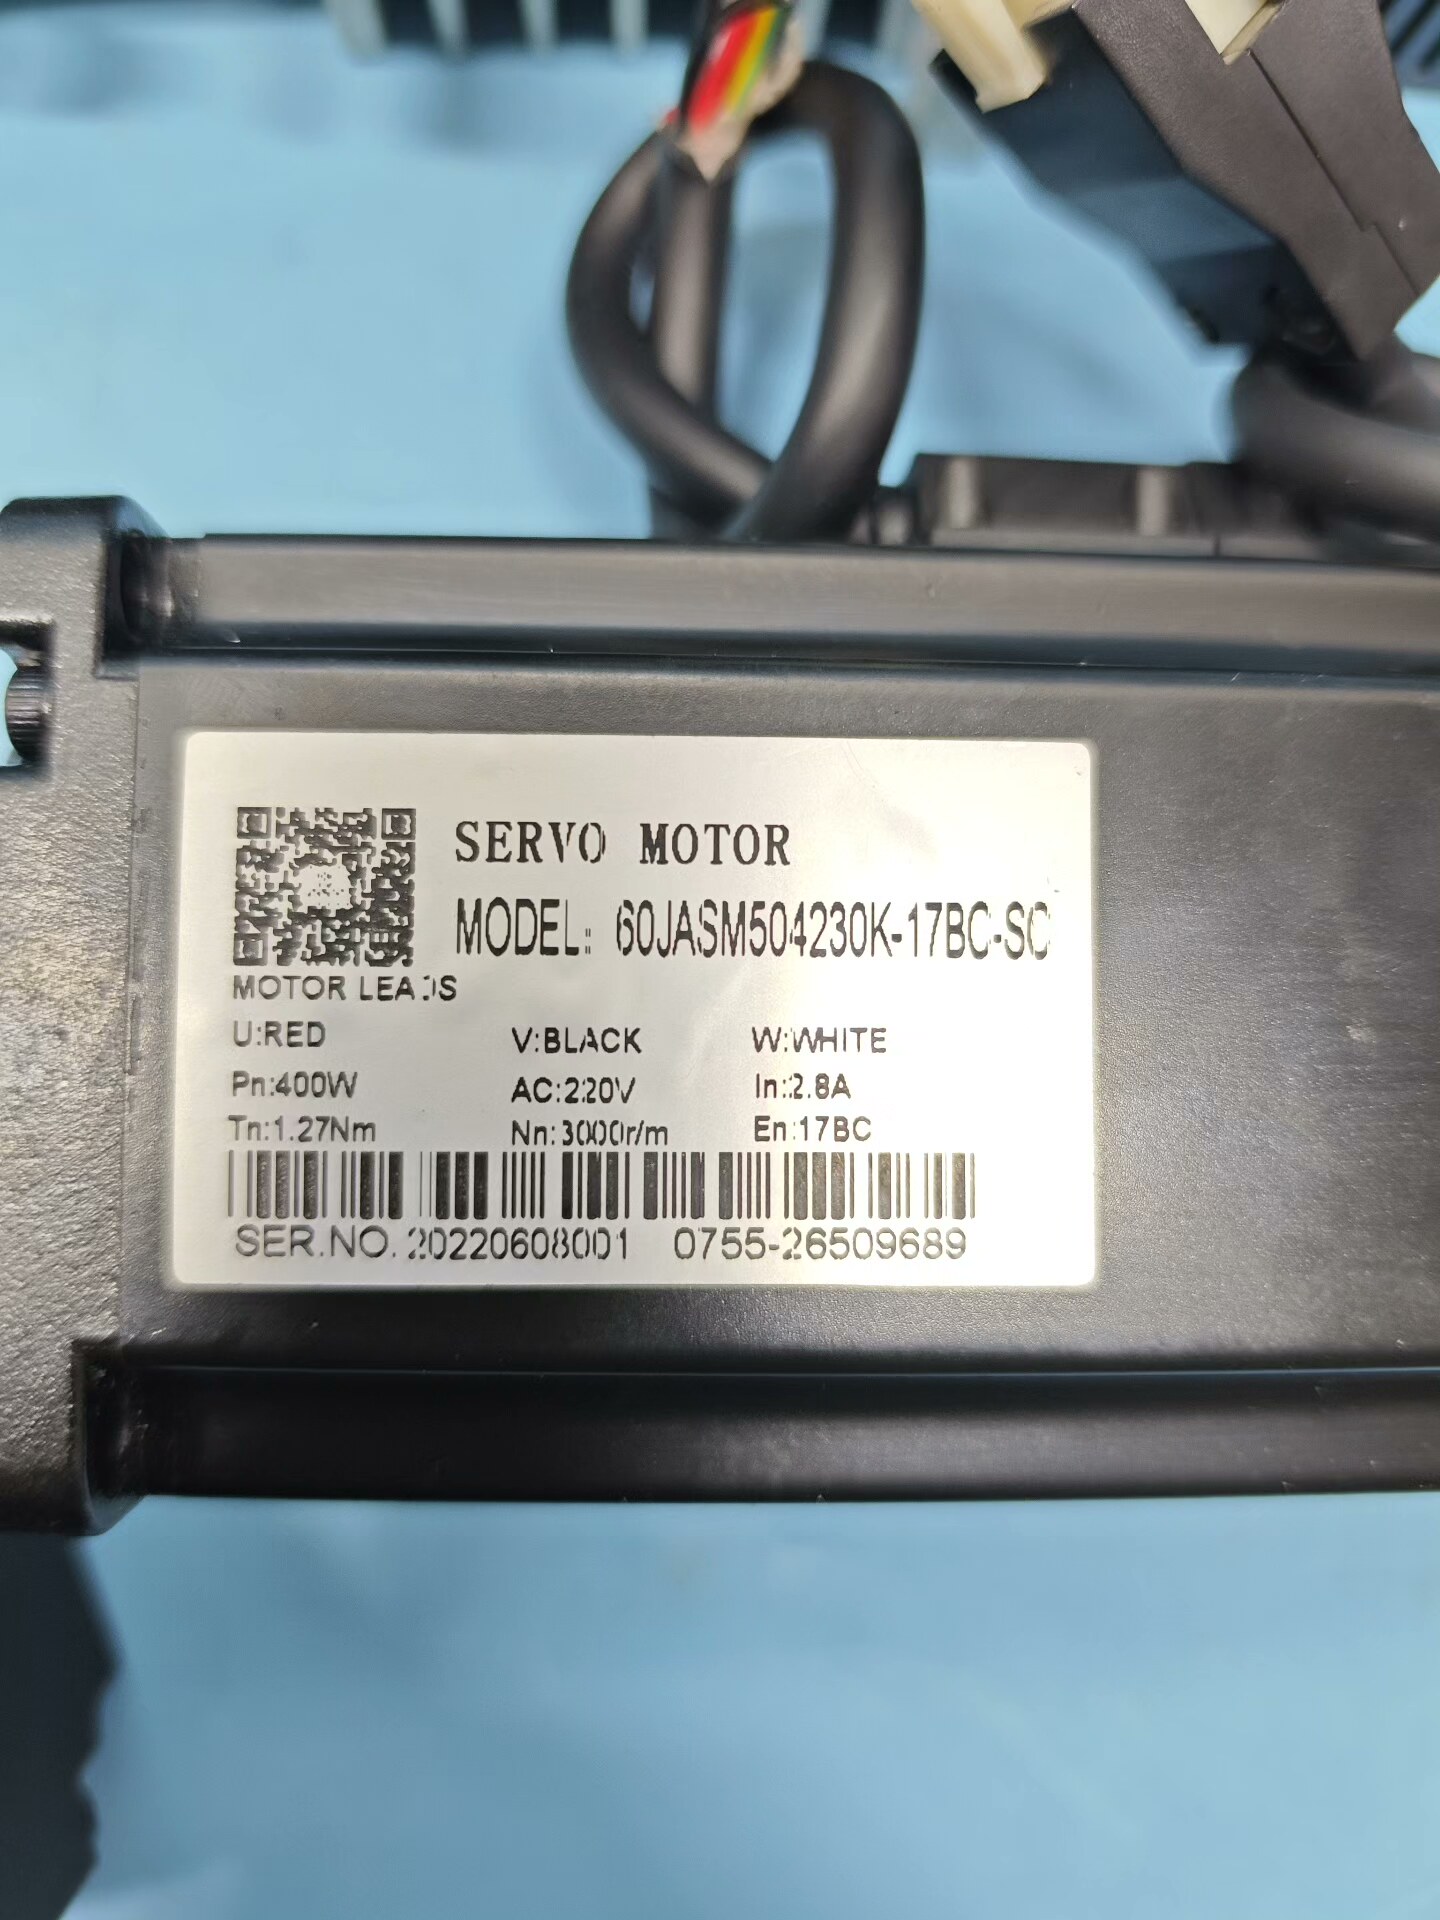 SERVO MOTOR
MODEL: 60JASM504230K-17BC-SC
MOTOR LEADS
U:RED V:BLACK W:WHITE
Pn:400W AC:220V In:2.8A
Tn:1.27Nm Nn:3000r/m En:17BC
SER.NO. 20220608001 0755-26509689